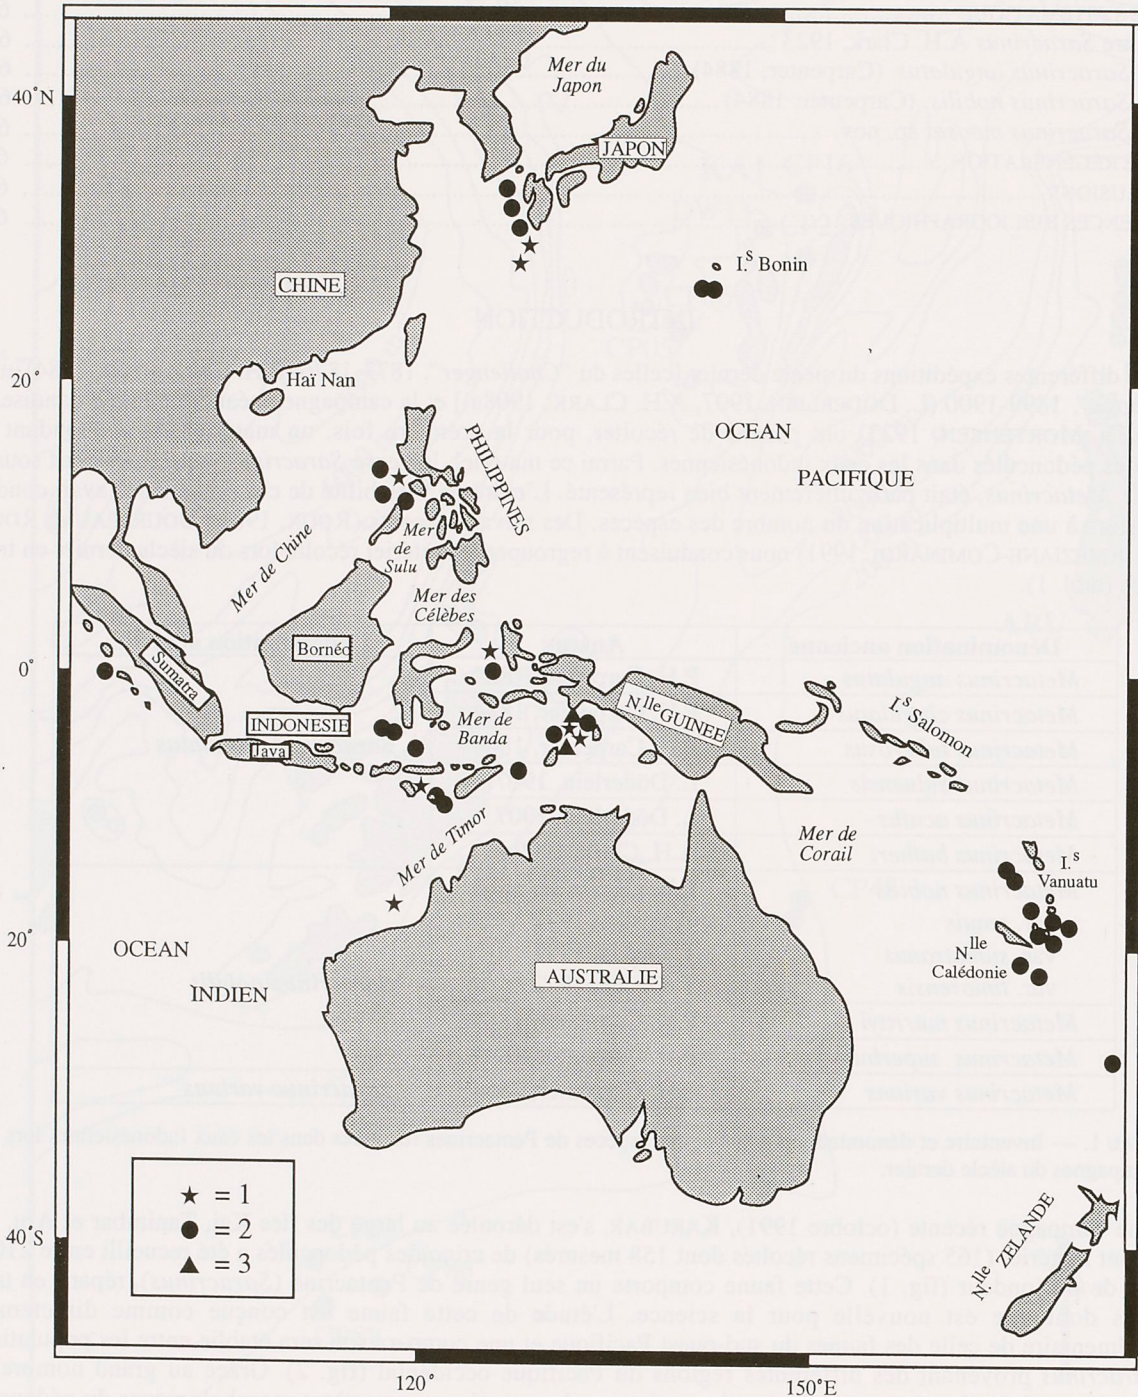 Mer du
Japon
40°N
JAPON
I.s Bonin
CHINE
20°
Haï Nan
OCEAN
PACIFIQUE
PHILIPPINES
Mer
de
Sulu
Mer de Chine
Mer des
Célèbes
0°
Sumatra
Bornéo
N.lle GUINEE
I.s Salomon
INDONESIE
Java
Mer de
Banda
Mer de Timor
Mer de
Corail
I.s
Vanuatu
20°
OCEAN
INDIEN
N.lle
Calédonie
AUSTRALIE
★ = 1
● = 2
▲ = 3
40°S
N.lle ZELANDE
120°
150°E